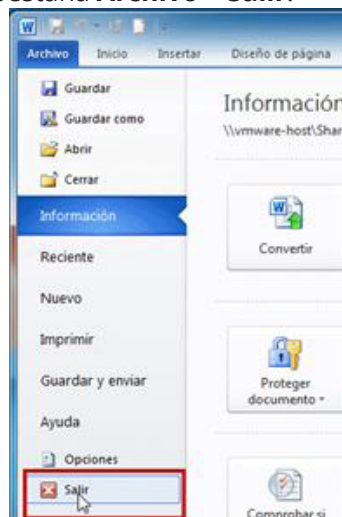 Archivo Inicio Insertar Diseño de página
Guardar
Guardar como
Abrir
Cerrar
Información
Reciente
Nuevo
Imprimir
Guardar y enviar
Ayuda
Opciones
Salir
Información
\\vmware-host\Shar
Convertir
Proteger
documento
Comprobar si